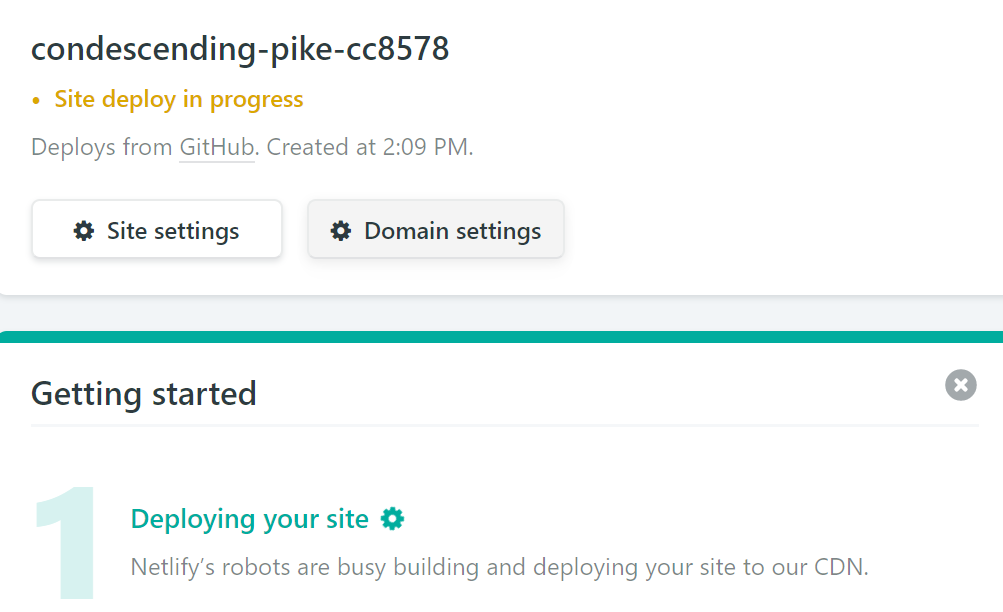 condescending-pike-cc8578
• Site deploy in progress
Deploys from GitHub. Created at 2:09 PM.
Site settings
Domain settings
Getting started
1
Deploying your site
Netlify’s robots are busy building and deploying your site to our CDN.